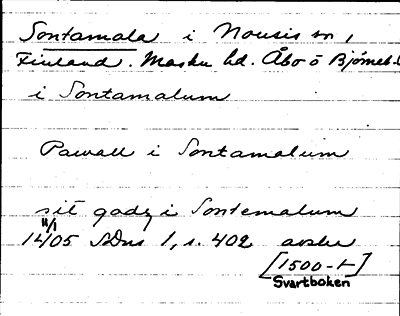 Sontamala i Nousis sn,
Finland. Masku hd. Åbo o Björneb.
i Sontamalum
Pawall i Sontamalum
sit godz i Sontemalum
11/1
1405 SDns 1, s. 402 avskr
[1500-t]
Svartboken